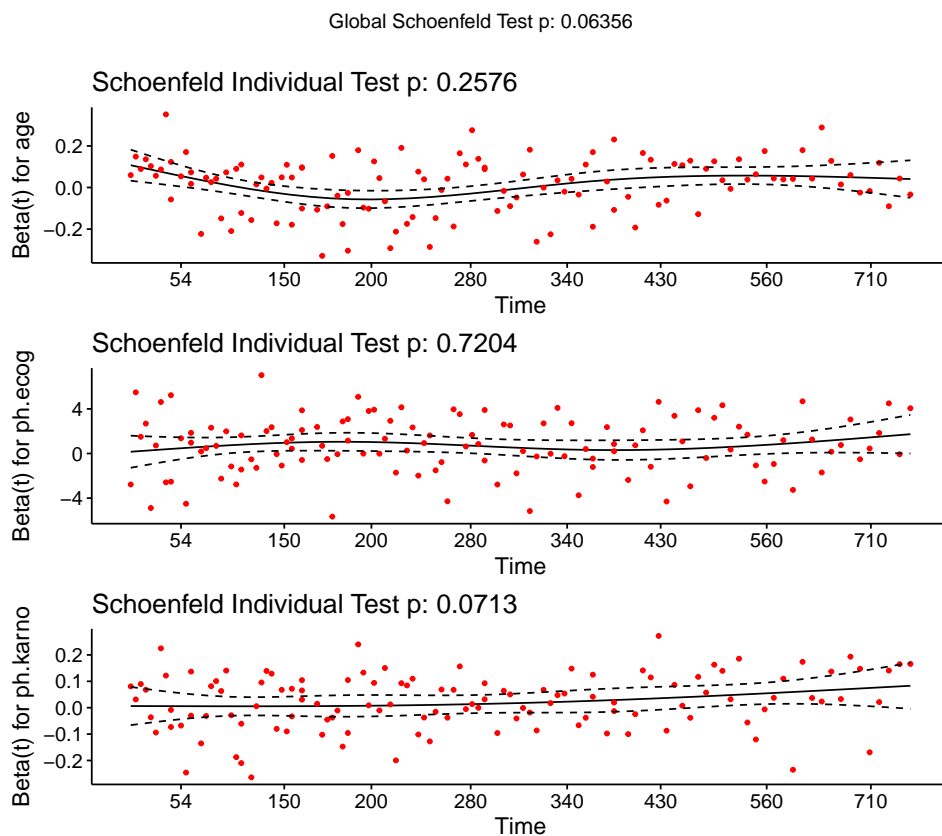 Global Schoenfeld Test p: 0.06356
Schoenfeld Individual Test p: 0.2576
Beta(t) for age
0.2
0.0
−0.2
54 150 200 280 340 430 560 710
Time
Schoenfeld Individual Test p: 0.7204
Beta(t) for ph.ecog
4
0
−4
54 150 200 280 340 430 560 710
Time
Schoenfeld Individual Test p: 0.0713
Beta(t) for ph.karno
0.2
0.1
0.0
−0.1
−0.2
54 150 200 280 340 430 560 710
Time